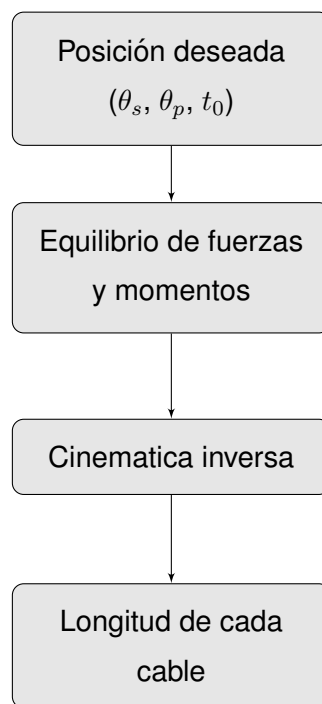 Posición deseada
(θₛ, θₚ, t₀)
Equilibrio de fuerzas
y momentos
Cinematica inversa
Longitud de cada
cable